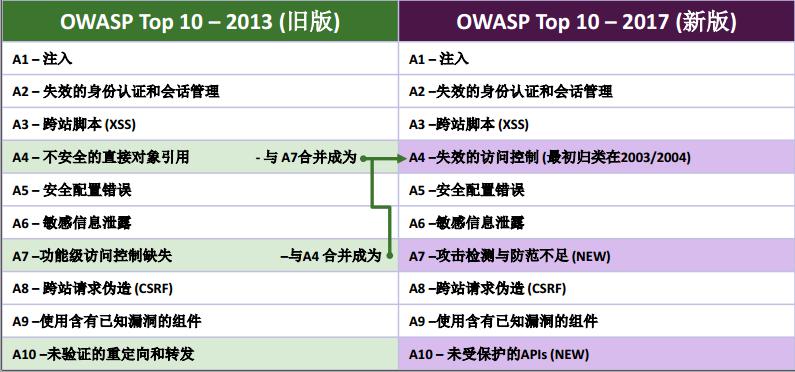 OWASP Top 10 – 2013 (旧版) OWASP Top 10 – 2017 (新版)
A1 – 注入 A1 – 注入
A2 – 失效的身份认证和会话管理 A2 –失效的身份认证和会话管理
A3 – 跨站脚本 (XSS) A3 –跨站脚本 (XSS)
A4 – 不安全的直接对象引用 - 与 A7合并成为 A4 –失效的访问控制 (最初归类在2003/2004)
A5 – 安全配置错误 A5 –安全配置错误
A6 – 敏感信息泄露 A6 –敏感信息泄露
A7 –功能级访问控制缺失 –与A4 合并成为 A7 –攻击检测与防范不足 (NEW)
A8 – 跨站请求伪造 (CSRF) A8 –跨站请求伪造 (CSRF)
A9 –使用含有已知漏洞的组件 A9 –使用含有已知漏洞的组件
A10 –未验证的重定向和转发 A10 – 未受保护的APIs (NEW)